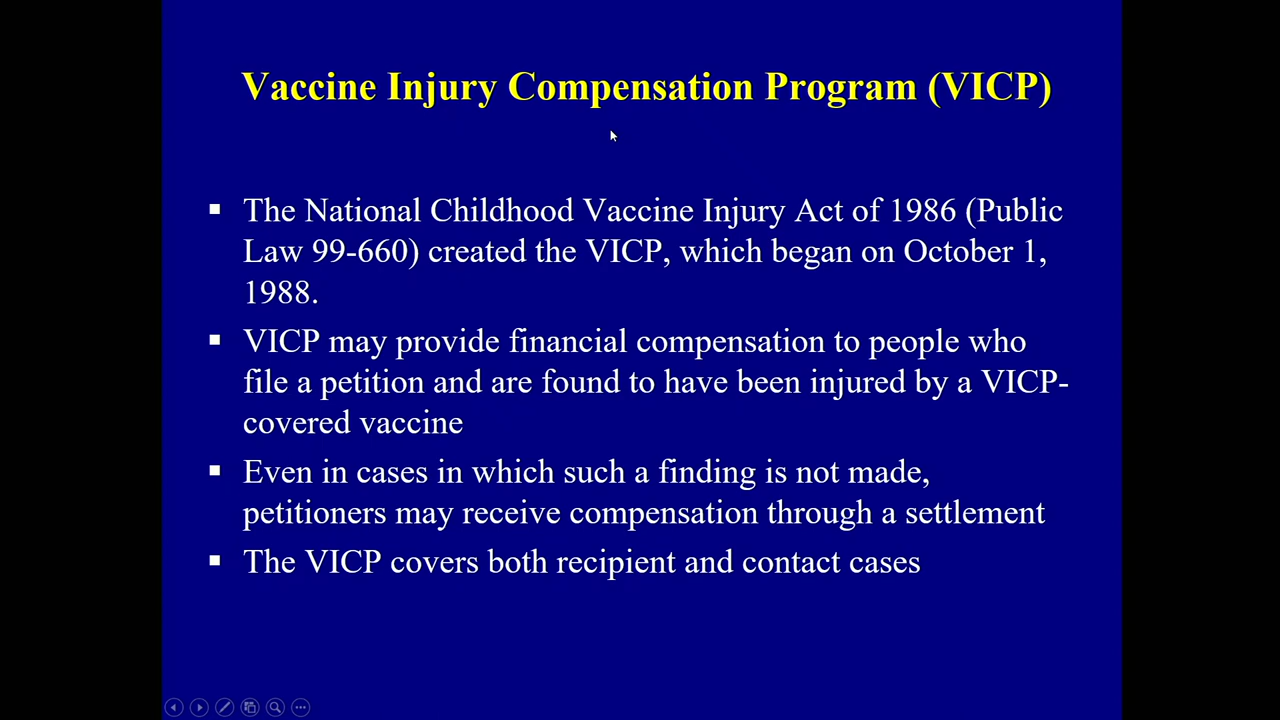 Vaccine Injury Compensation Program (VICP)
▪ The National Childhood Vaccine Injury Act of 1986 (Public
Law 99-660) created the VICP, which began on October 1,
1988.
▪ VICP may provide financial compensation to people who
file a petition and are found to have been injured by a VICP-
covered vaccine
▪ Even in cases in which such a finding is not made,
petitioners may receive compensation through a settlement
▪ The VICP covers both recipient and contact cases